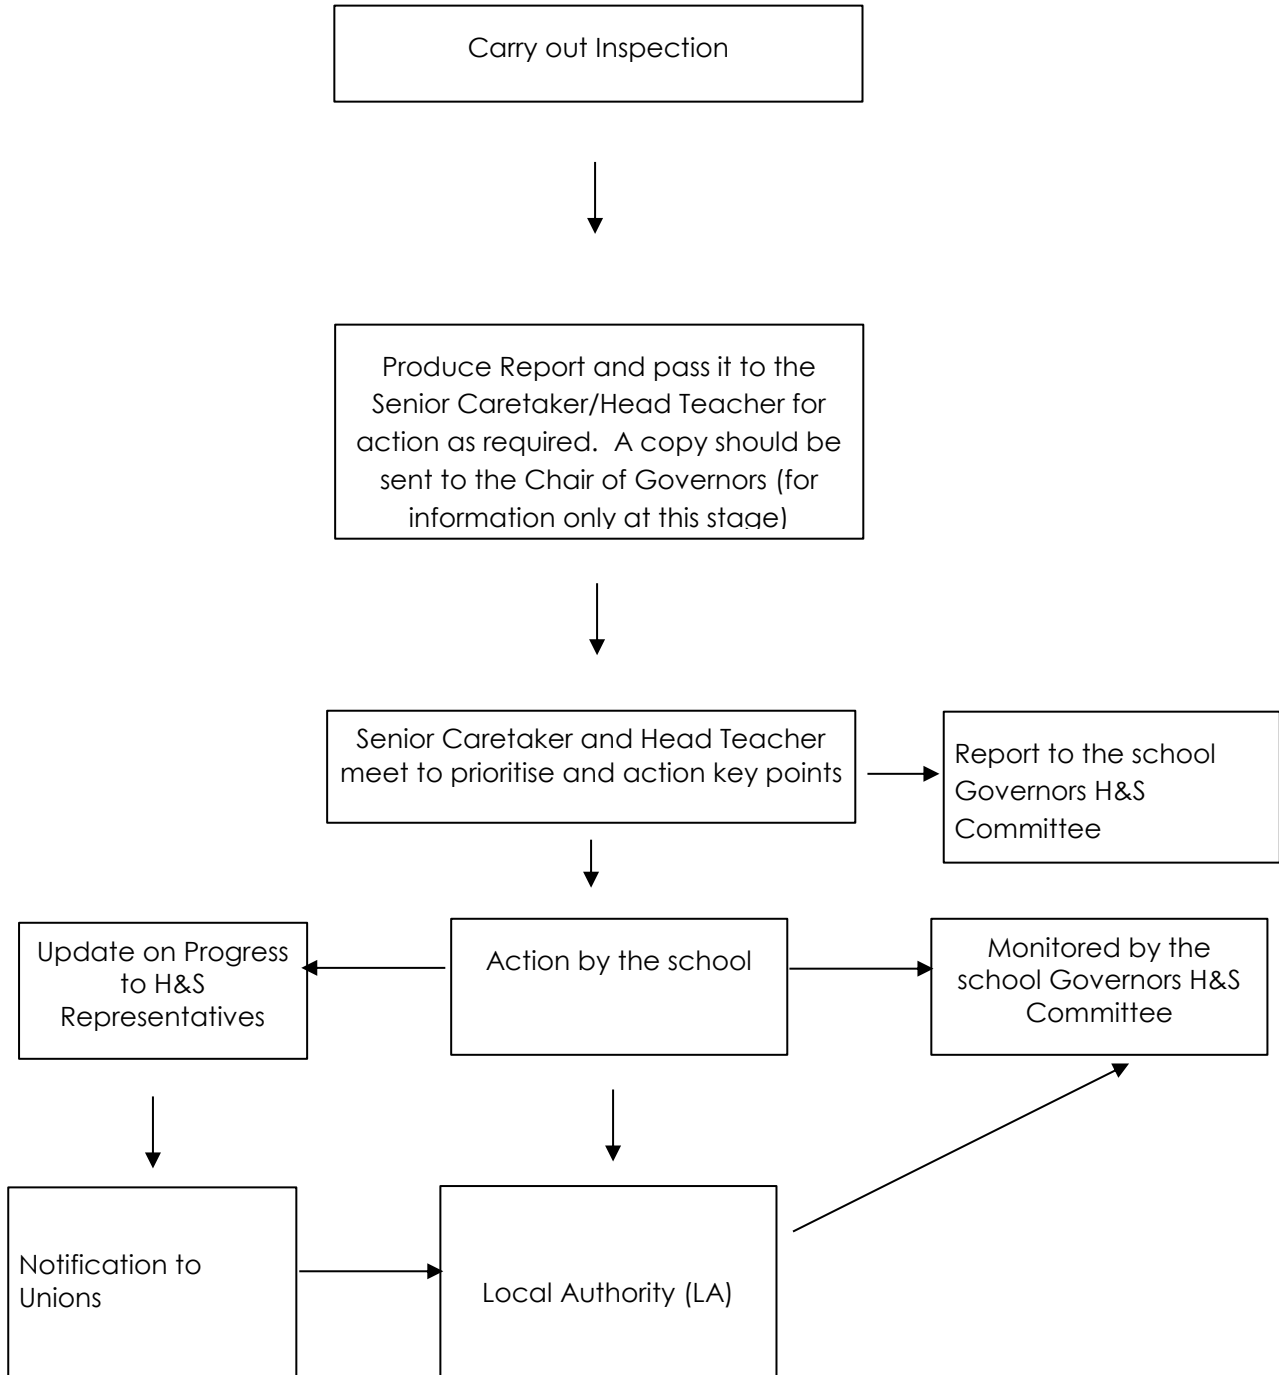 Carry out Inspection
Produce Report and pass it to the
Senior Caretaker/Head Teacher for
action as required.  A copy should be
sent to the Chair of Governors (for
information only at this stage)
Senior Caretaker and Head Teacher
meet to prioritise and action key points
Report to the school
Governors H&S
Committee
Update on Progress
to H&S
Representatives
Action by the school
Monitored by the
school Governors H&S
Committee
Notification to
Unions
Local Authority (LA)